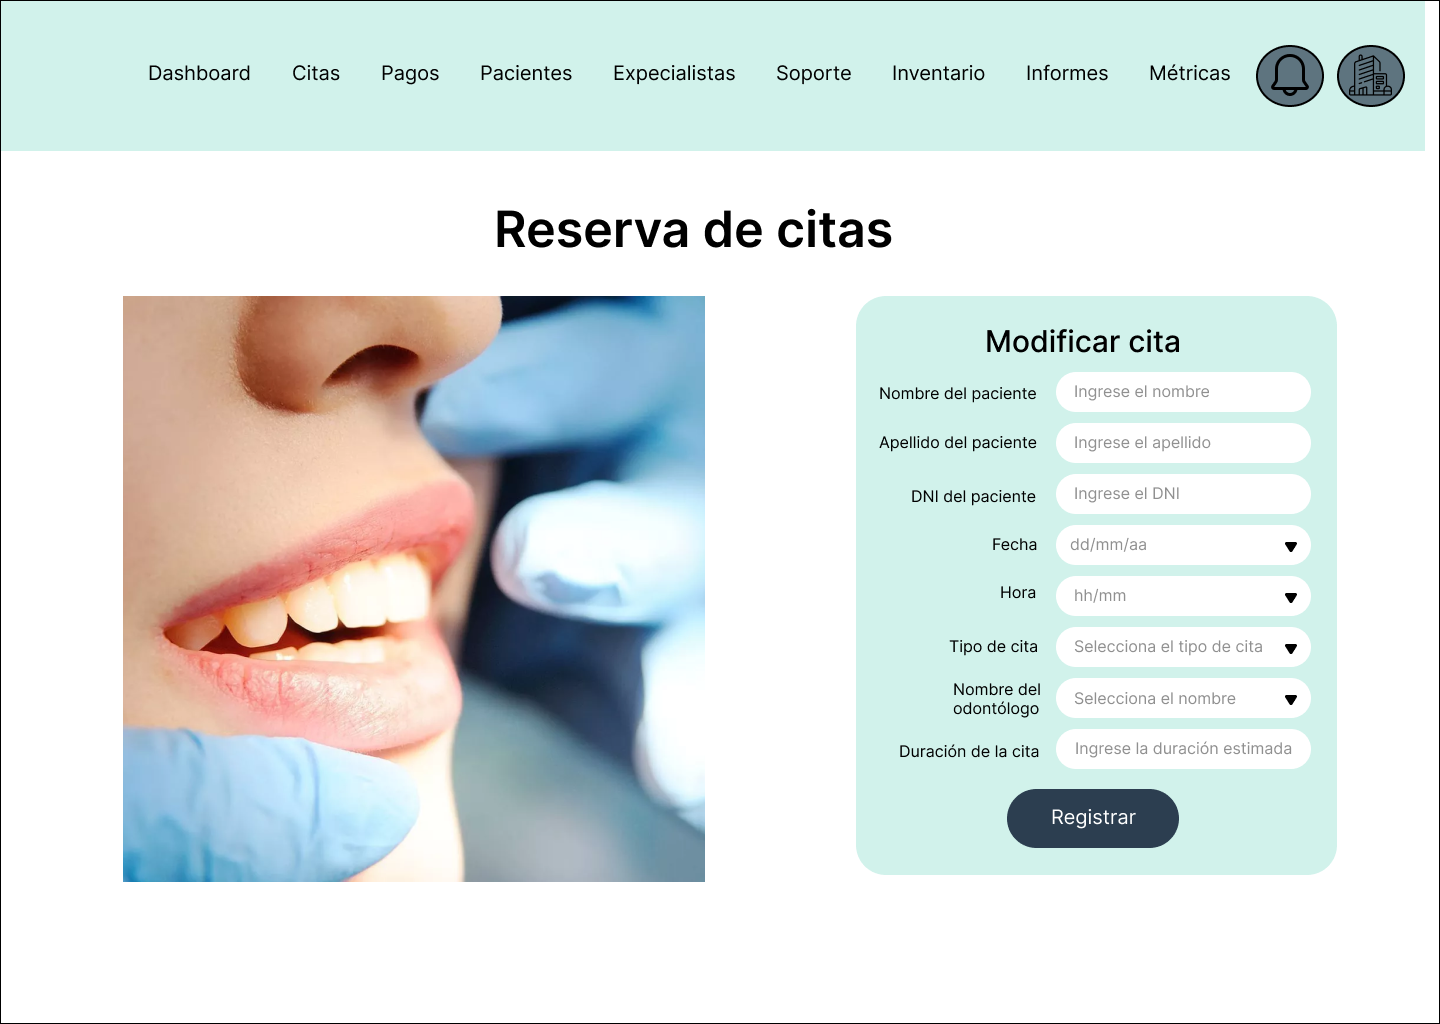 Dashboard Citas Pagos Pacientes Expecialistas Soporte Inventario Informes Métricas
Reserva de citas
Modificar cita
Nombre del paciente Ingrese el nombre
Apellido del paciente Ingrese el apellido
DNI del paciente Ingrese el DNI
Fecha dd/mm/aa
Hora hh/mm
Tipo de cita Selecciona el tipo de cita
Nombre del
odontólogo Selecciona el nombre
Duración de la cita Ingrese la duración estimada
Registrar